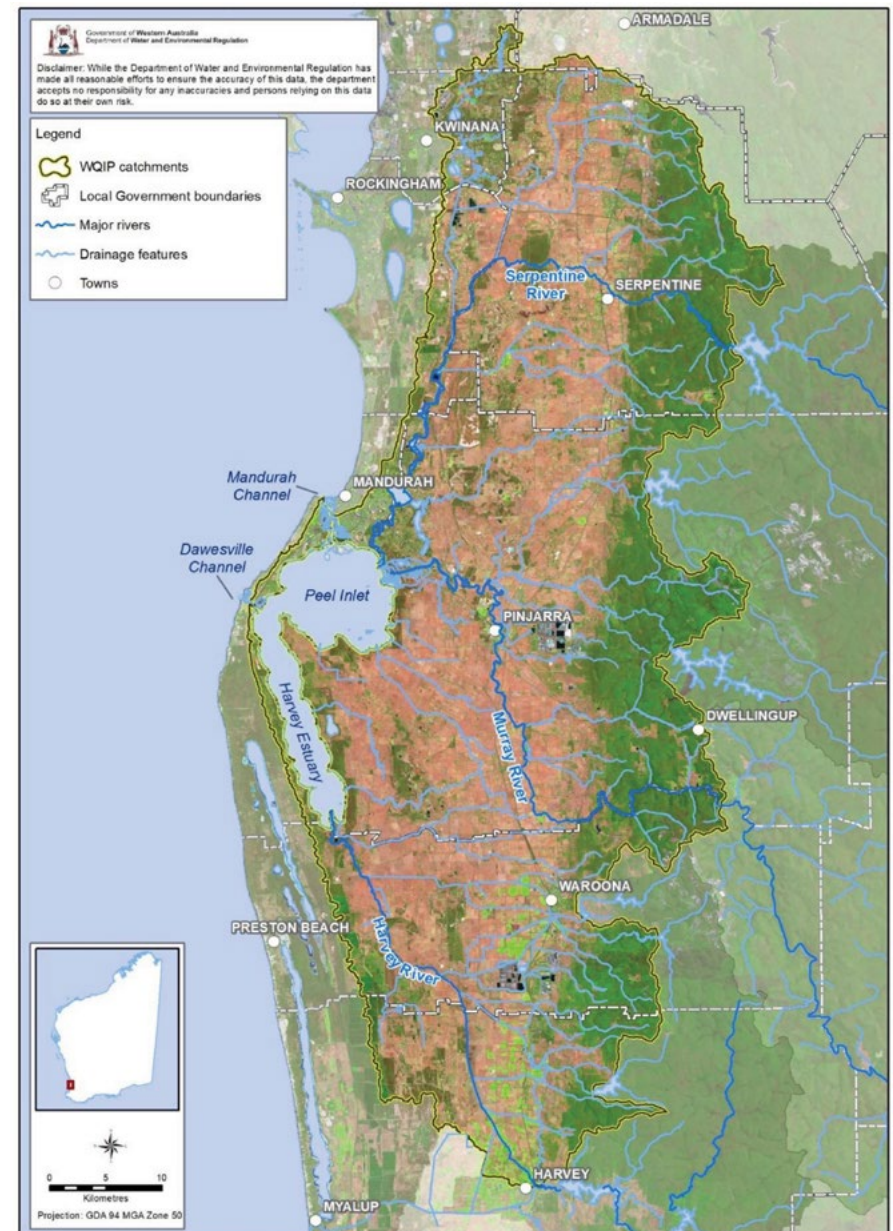 Government of Western Australia
Department of Water and Environmental Regulation
Disclaimer: While the Department of Water and Environmental Regulation has
made all reasonable efforts to ensure the accuracy of this data, the department
accepts no responsibility for any inaccuracies and persons relying on this data
do so at their own risk.
Legend
WQIP catchments
Local Government boundaries
Major rivers
Drainage features
Towns
ARMADALE
KWINANA
ROCKINGHAM
Serpentine
River
SERPENTINE
Mandurah
Channel
MANDURAH
Dawesville
Channel
Peel Inlet
PINJARRA
Harvey Estuary
Murray River
DWELLINGUP
WAROONA
PRESTON BEACH
Harvey River
HARVEY
MYALUP
0 5 10
Kilometres
Projection: GDA 94 MGA Zone 50